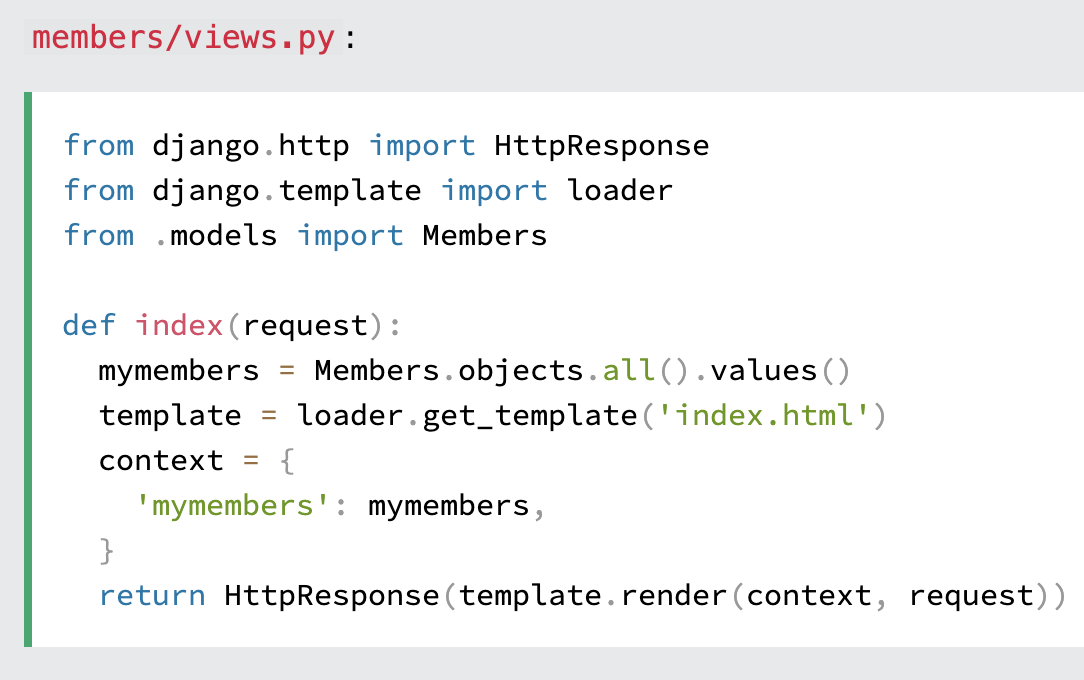 members/views.py:
from django.http import HttpResponse
from django.template import loader
from .models import Members
def index(request):
  mymembers = Members.objects.all().values()
  template = loader.get_template('index.html')
  context = {
    'mymembers': mymembers,
  }
  return HttpResponse(template.render(context, request))